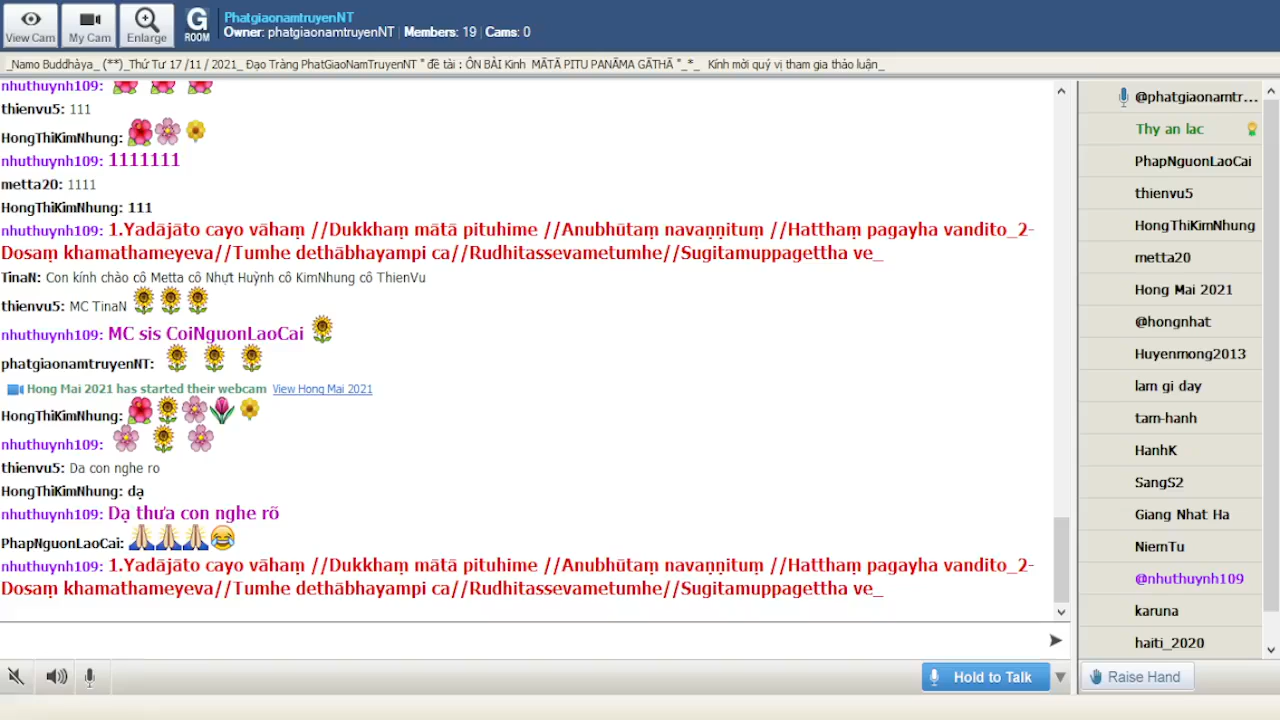 View Cam
My Cam
Enlarge
G
ROOM
PhatgiaonamtruyenNT
Owner: phatgiaonamtruyenNT | Members: 19 | Cams: 0
_Namo Buddhàya_ (**)_Thứ Tư 17 /11 / 2021_ Đạo Tràng PhatGiaoNamTruyenNT " đề tài : ÔN BÀI Kinh MĀTĀ PITU PANĀMA GĀTHĀ "_*_ Kính mời quý vị tham gia thảo luận_
nhuthuynh109:
thienvu5: 111
HongThiKimNhung:
nhuthuynh109: 1111111
metta20: 1111
HongThiKimNhung: 111
nhuthuynh109: 1.Yadājāto cayo vāhaṃ //Dukkhaṃ mātā pituhime //Anubhūtaṃ navaṇṇituṃ //Hatthaṃ pagayha vandito_2-
Dosaṃ khamathameyeva//Tumhe dethābhayampi ca//Rudhitassevametumhe//Sugitamuppagettha ve_
TinaN: Con kính chào cô Metta cô Nhựt Huỳnh cô KimNhung cô ThienVu
thienvu5: MC TinaN
nhuthuynh109: MC sis CoiNguonLaoCai
phatgiaonamtruyenNT:
Hong Mai 2021 has started their webcam View Hong Mai 2021
HongThiKimNhung:
nhuthuynh109:
thienvu5: Da con nghe ro
HongThiKimNhung: dạ
nhuthuynh109: Dạ thưa con nghe rõ
PhapNguonLaoCai:
nhuthuynh109: 1.Yadājāto cayo vāhaṃ //Dukkhaṃ mātā pituhime //Anubhūtaṃ navaṇṇituṃ //Hatthaṃ pagayha vandito_2-
Dosaṃ khamathameyeva//Tumhe dethābhayampi ca//Rudhitassevametumhe//Sugitamuppagettha ve_
@phatgiaonamtr...
Thy an lac
PhapNguonLaoCai
thienvu5
HongThiKimNhung
metta20
Hong Mai 2021
@hongnhat
Huyenmong2013
lam gi day
tam-hanh
HanhK
SangS2
Giang Nhat Ha
NiemTu
@nhuthuynh109
karuna
haiti_2020
Hold to Talk
Raise Hand